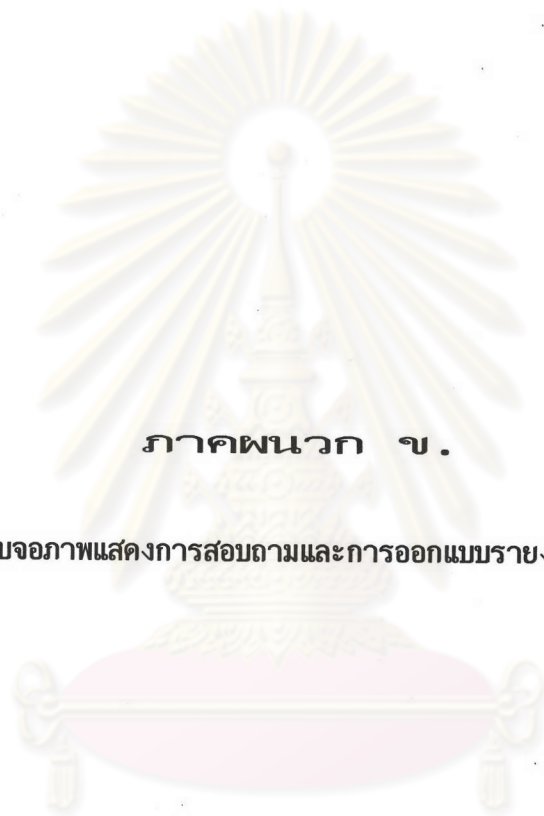 ภาคผนวก ข.
บจอภาพแสดงการสอบถามและการออกแบบราย